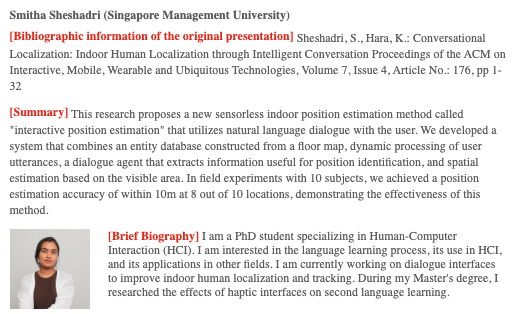 Smitha Sheshadri (Singapore Management University)
[Bibliographic information of the original presentation] Sheshadri, S., Hara, K.: Conversational
Localization: Indoor Human Localization through Intelligent Conversation Proceedings of the ACM on
Interactive, Mobile, Wearable and Ubiquitous Technologies, Volume 7, Issue 4, Article No.: 176, pp 1-
32
[Summary] This research proposes a new sensorless indoor position estimation method called
"interactive position estimation" that utilizes natural language dialogue with the user. We developed a
system that combines an entity database constructed from a floor map, dynamic processing of user
utterances, a dialogue agent that extracts information useful for position identification, and spatial
estimation based on the visible area. In field experiments with 10 subjects, we achieved a position
estimation accuracy of within 10m at 8 out of 10 locations, demonstrating the effectiveness of this
method.
[Brief Biography] I am a PhD student specializing in Human-Computer
Interaction (HCI). I am interested in the language learning process, its use in HCI,
and its applications in other fields. I am currently working on dialogue interfaces
to improve indoor human localization and tracking. During my Master's degree, I
researched the effects of haptic interfaces on second language learning.